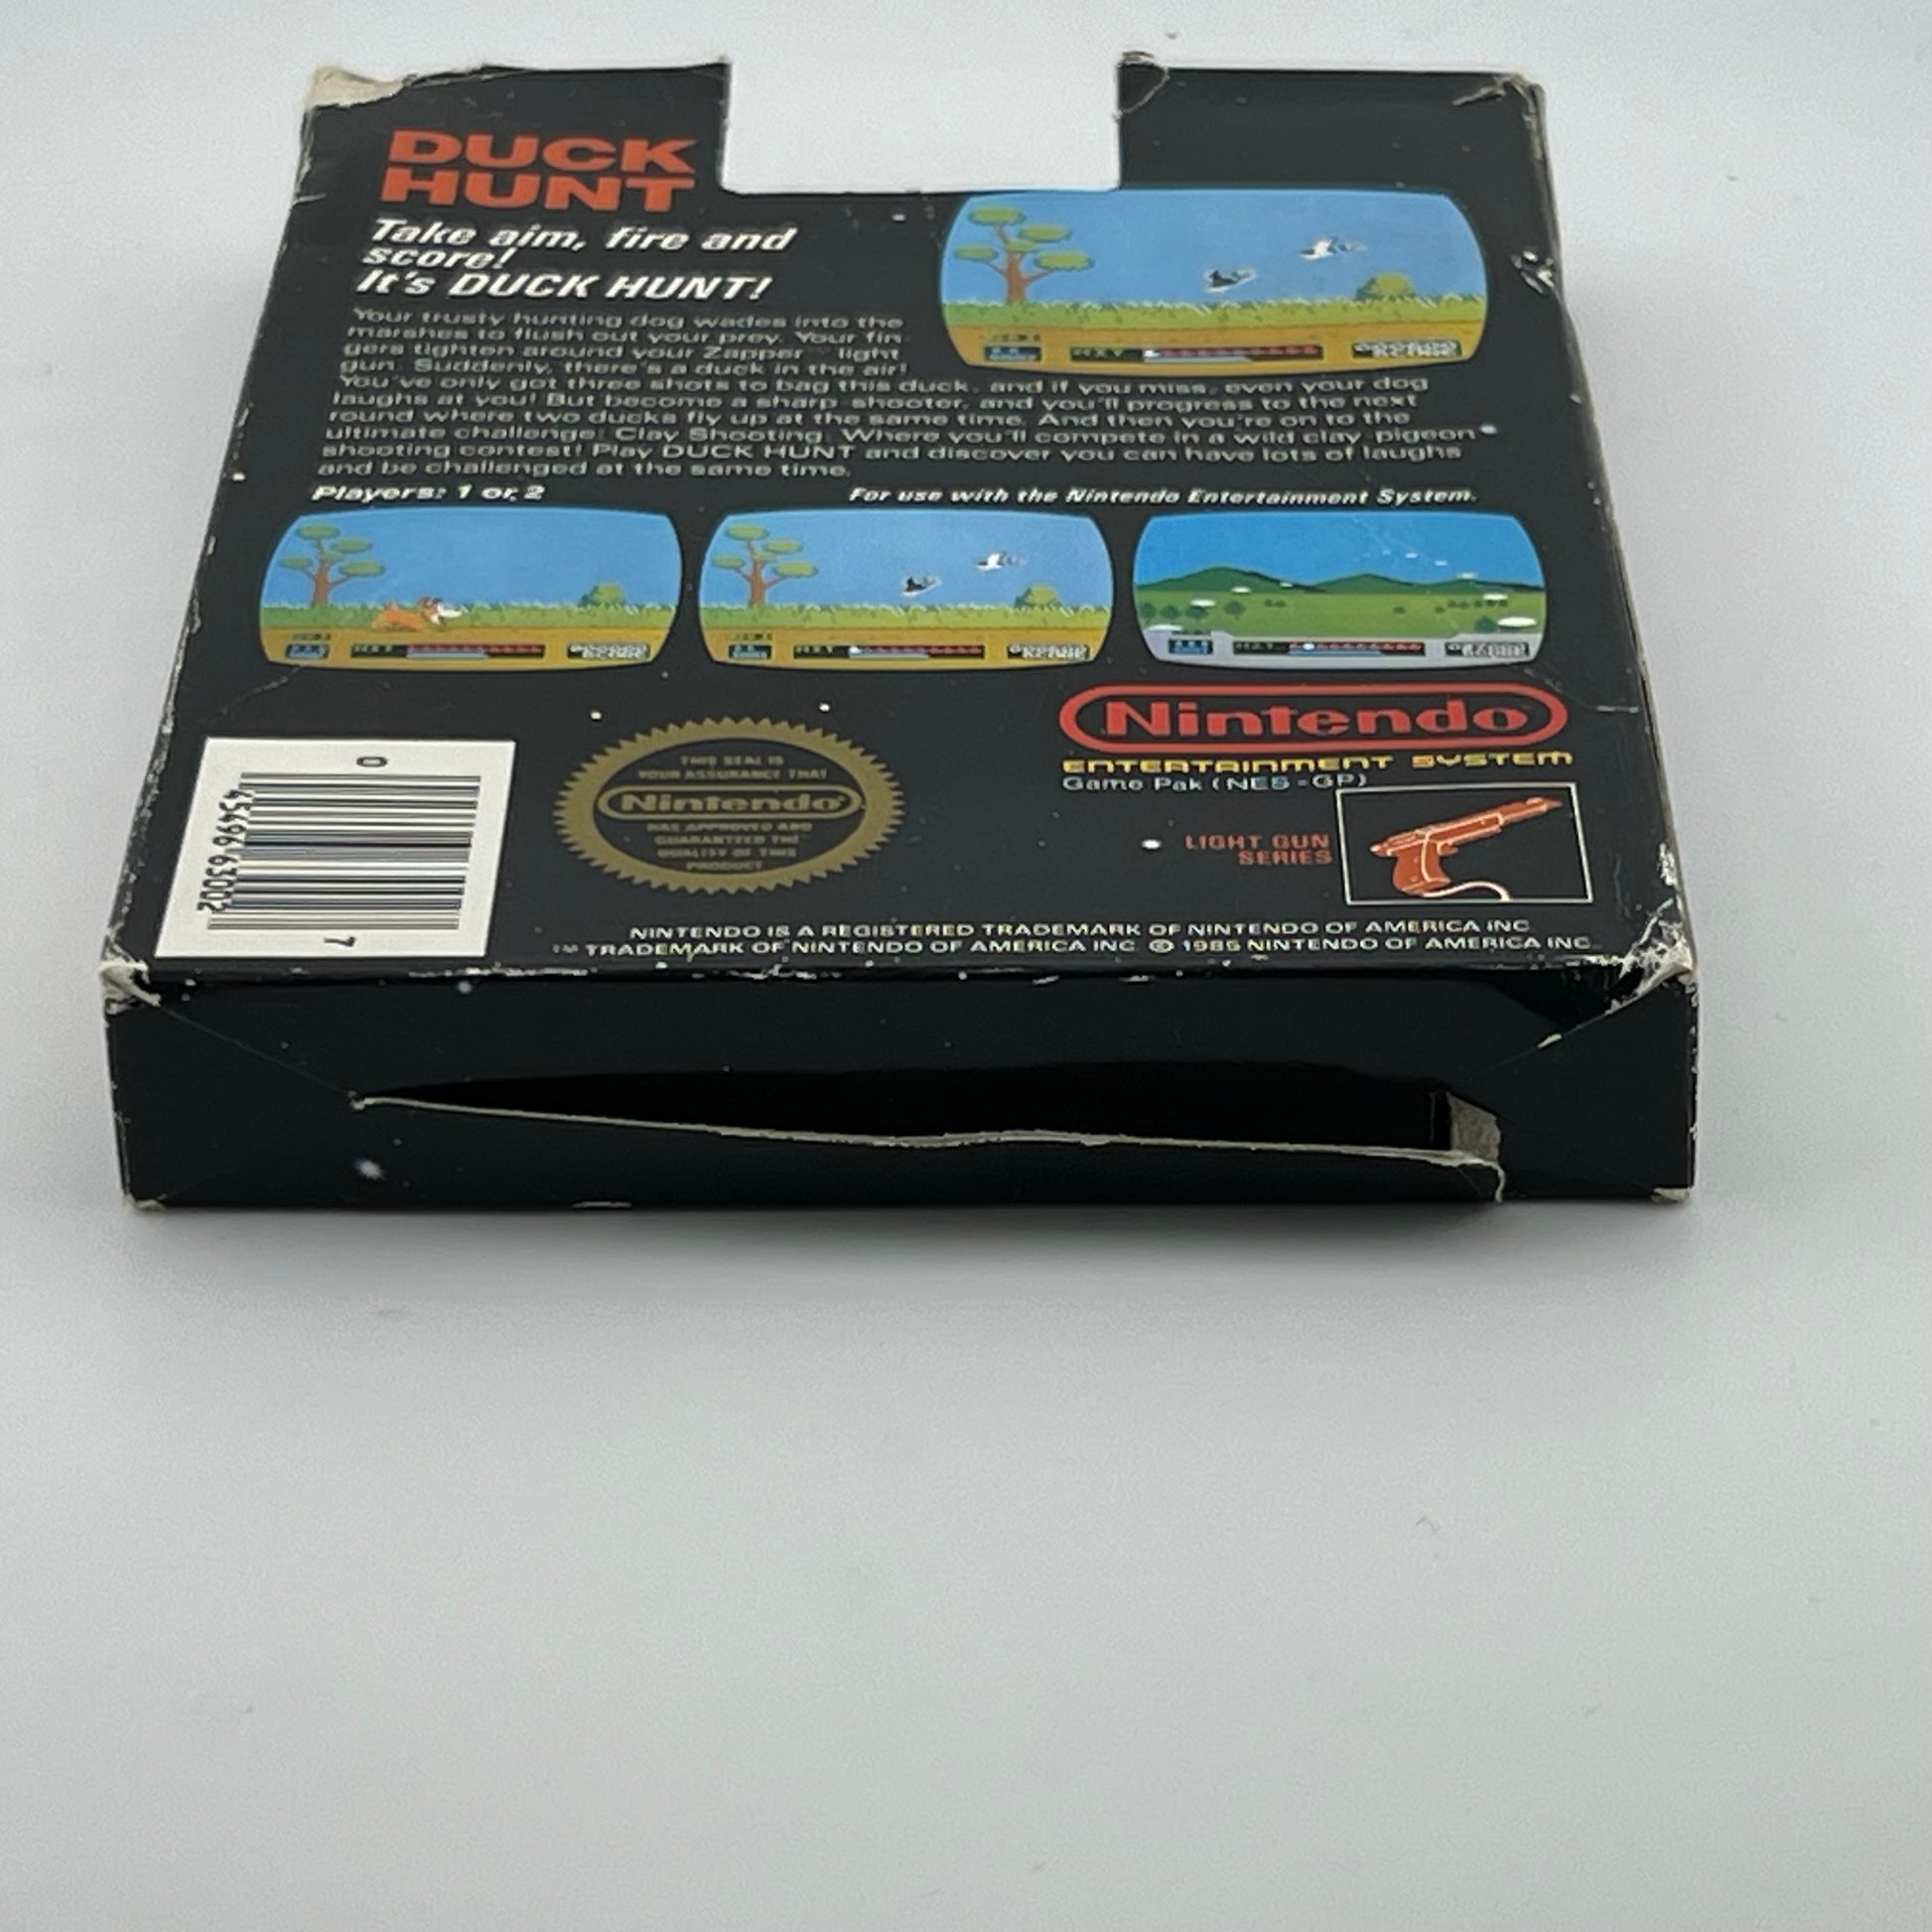 DUCK
HUNT
Take aim, fire and
score!
It's DUCK HUNT!
Your trusty hunting dog wades into the
marshes to flush out your prey. Your fin-
gers tighten around your Zapper™ light
gun. Suddenly, there's a duck in the air!
You've only got three shots to bag this duck, and if you miss, even your dog
laughs at you! But become a sharp-shooter, and you'll progress to the next
round where two ducks fly up at the same time. And then you're on to the
ultimate challenge: Clay Shooting. Where you'll compete in a wild clay-pigeon
shooting contest! Play DUCK HUNT and discover you can have lots of laughs
and be challenged at the same time.
Players: 1 or 2
For use with the Nintendo Entertainment System.
Nintendo®
ENTERTAINMENT SYSTEM
Game Pak (NES-GP)
LIGHT GUN
SERIES
THIS SEAL IS
YOUR ASSURANCE THAT
Nintendo®
HAS APPROVED AND
GUARANTEED THE
QUALITY OF THIS
PRODUCT
0
45496 63002
7
NINTENDO IS A REGISTERED TRADEMARK OF NINTENDO OF AMERICA INC.
™ TRADEMARK OF NINTENDO OF AMERICA INC. © 1985 NINTENDO OF AMERICA INC.